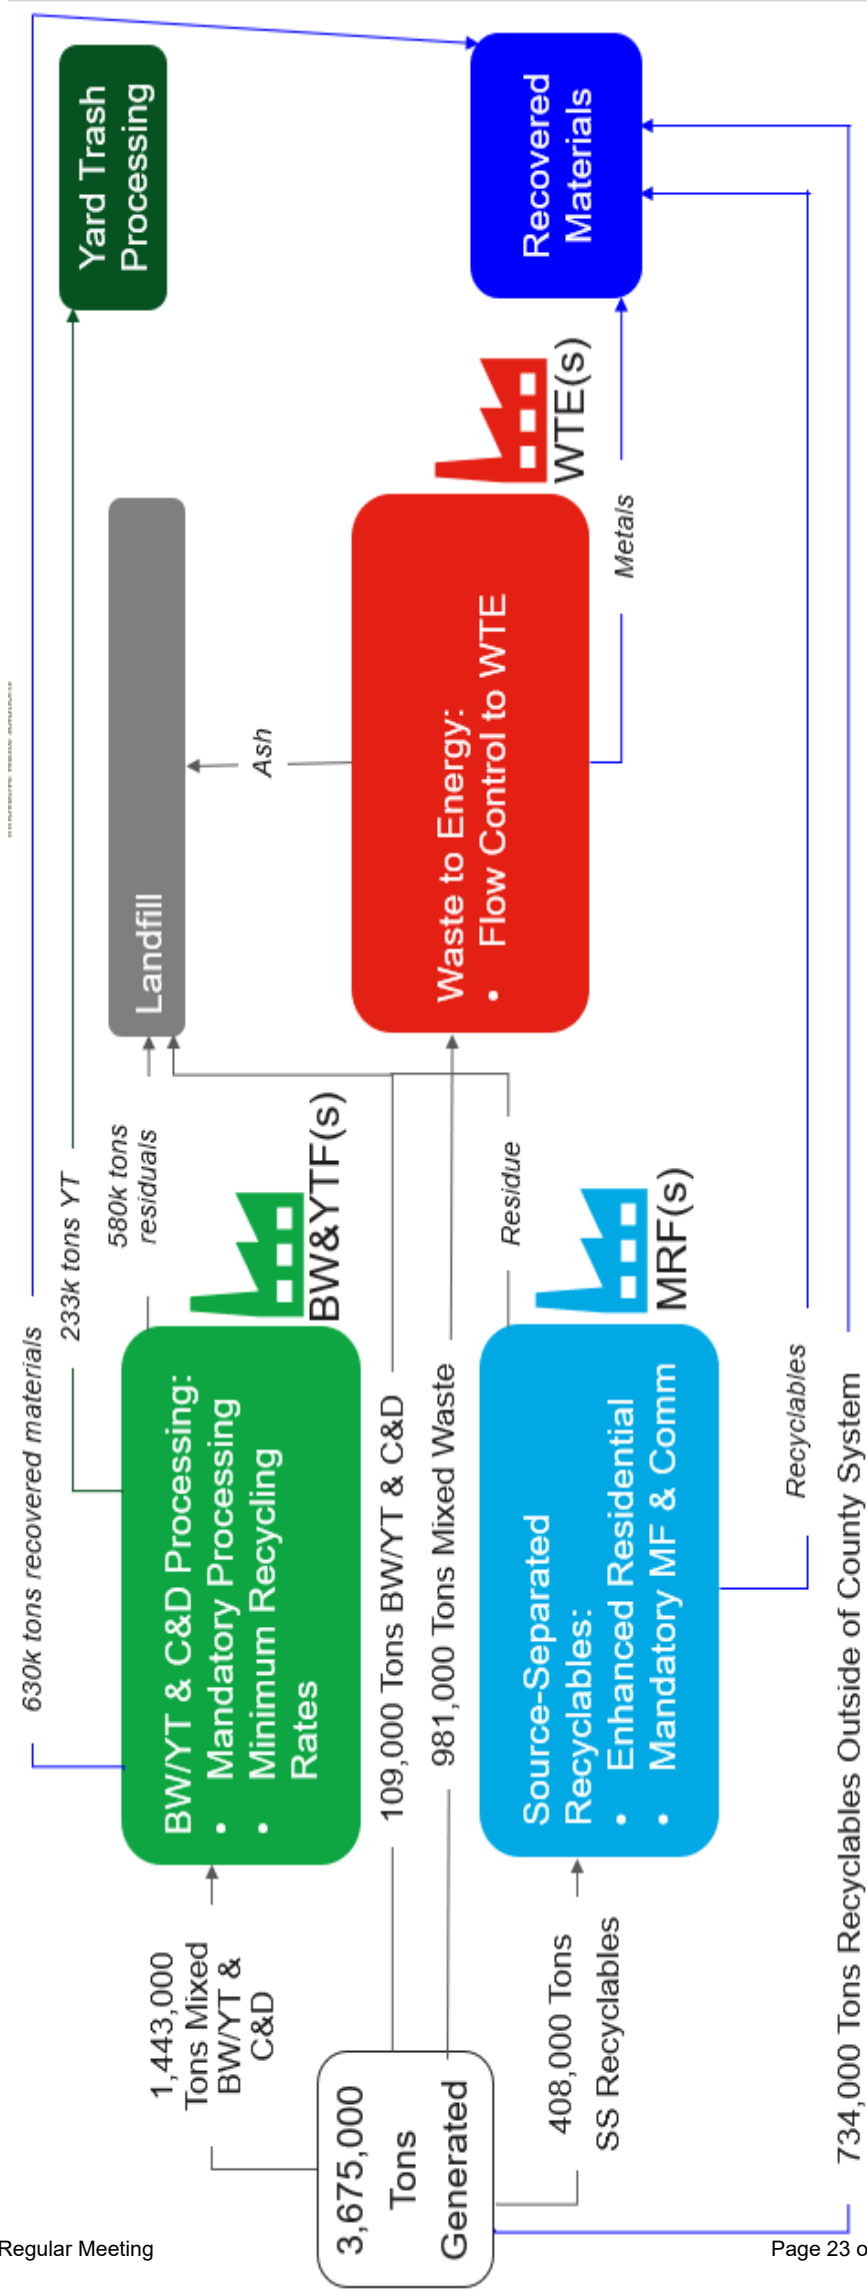 3,675,000
Tons
Generated
1,443,000
Tons Mixed
BW/YT &
C&D
109,000 Tons BW/YT & C&D
981,000 Tons Mixed Waste
408,000 Tons
SS Recyclables
734,000 Tons Recyclables Outside of County System
630k tons recovered materials
233k tons YT
580k tons
residuals
BW/YT & C&D Processing:
• Mandatory Processing
• Minimum Recycling
Rates
BW&YTF(s)
Source-Separated
Recyclables:
• Enhanced Residential
• Mandatory MF & Comm
MRF(s)
Residue
Recyclables
Landfill
Ash
Waste to Energy:
• Flow Control to WTE
WTE(s)
Metals
Yard Trash
Processing
Recovered
Materials
Regular Meeting
Page 23 o